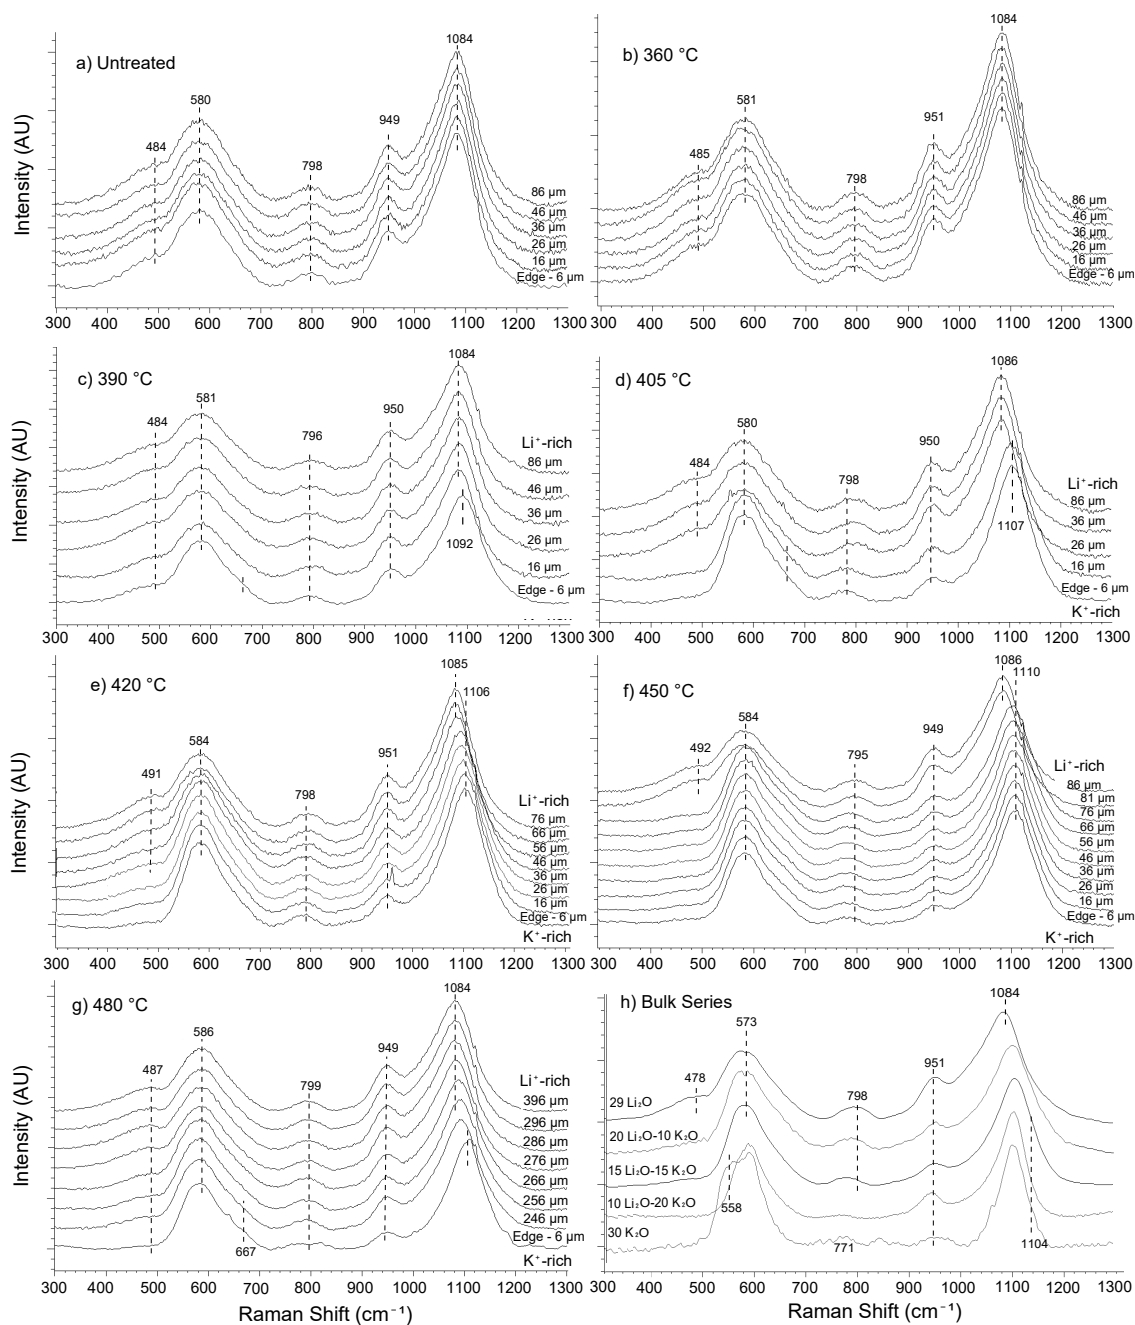 a) Untreated
1084
580
949
484
798
86 µm
46 µm
36 µm
26 µm
16 µm
Edge - 6 µm
Intensity (AU)
300 400 500 600 700 800 900 1000 1100 1200 1300
b) 360 °C
1084
581
951
485
798
86 µm
46 µm
36 µm
26 µm
16 µm
Edge - 6 µm
300 400 500 600 700 800 900 1000 1100 1200 1300
c) 390 °C
1084
581
950
484
796
Li⁺-rich
86 µm
46 µm
36 µm
26 µm
1092
16 µm
Edge - 6 µm
Intensity (AU)
300 400 500 600 700 800 900 1000 1100 1200 1300
d) 405 °C
1086
580
950
484
798
Li⁺-rich
86 µm
36 µm
1107
26 µm
16 µm
Edge - 6 µm
K⁺-rich
300 400 500 600 700 800 900 1000 1100 1200 1300
e) 420 °C
1085
1106
584
951
491
798
Li⁺-rich
76 µm
66 µm
56 µm
46 µm
36 µm
26 µm
16 µm
Edge - 6 µm
K⁺-rich
Intensity (AU)
300 400 500 600 700 800 900 1000 1100 1200 1300
f) 450 °C
1086
1110
584
949
492
795
Li⁺-rich
86 µm
81 µm
76 µm
66 µm
56 µm
46 µm
36 µm
26 µm
16 µm
Edge - 6 µm
K⁺-rich
300 400 500 600 700 800 900 1000 1100 1200 1300
g) 480 °C
1084
586
949
487
799
Li⁺-rich
396 µm
296 µm
286 µm
276 µm
266 µm
256 µm
246 µm
Edge - 6 µm
667
K⁺-rich
Intensity (AU)
300 400 500 600 700 800 900 1000 1100 1200 1300
Raman Shift (cm⁻¹)
h) Bulk Series
1084
573
951
478
798
29 Li₂O
20 Li₂O-10 K₂O
15 Li₂O-15 K₂O
10 Li₂O-20 K₂O
558
30 K₂O
771
1104
400 500 600 700 800 900 1000 1100 1200 1300
Raman Shift (cm⁻¹)